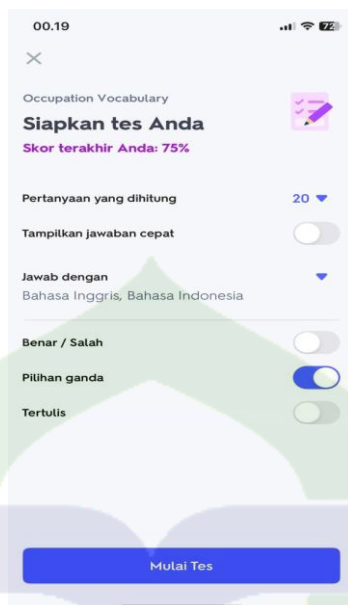 00.19
72
Occupation Vocabulary
Siapkan tes Anda
Skor terakhir Anda: 75%
Pertanyaan yang dihitung
20
Tampilkan jawaban cepat
Jawab dengan
Bahasa Inggris, Bahasa Indonesia
Benar / Salah
Pilihan ganda
Tertulis
Mulai Tes